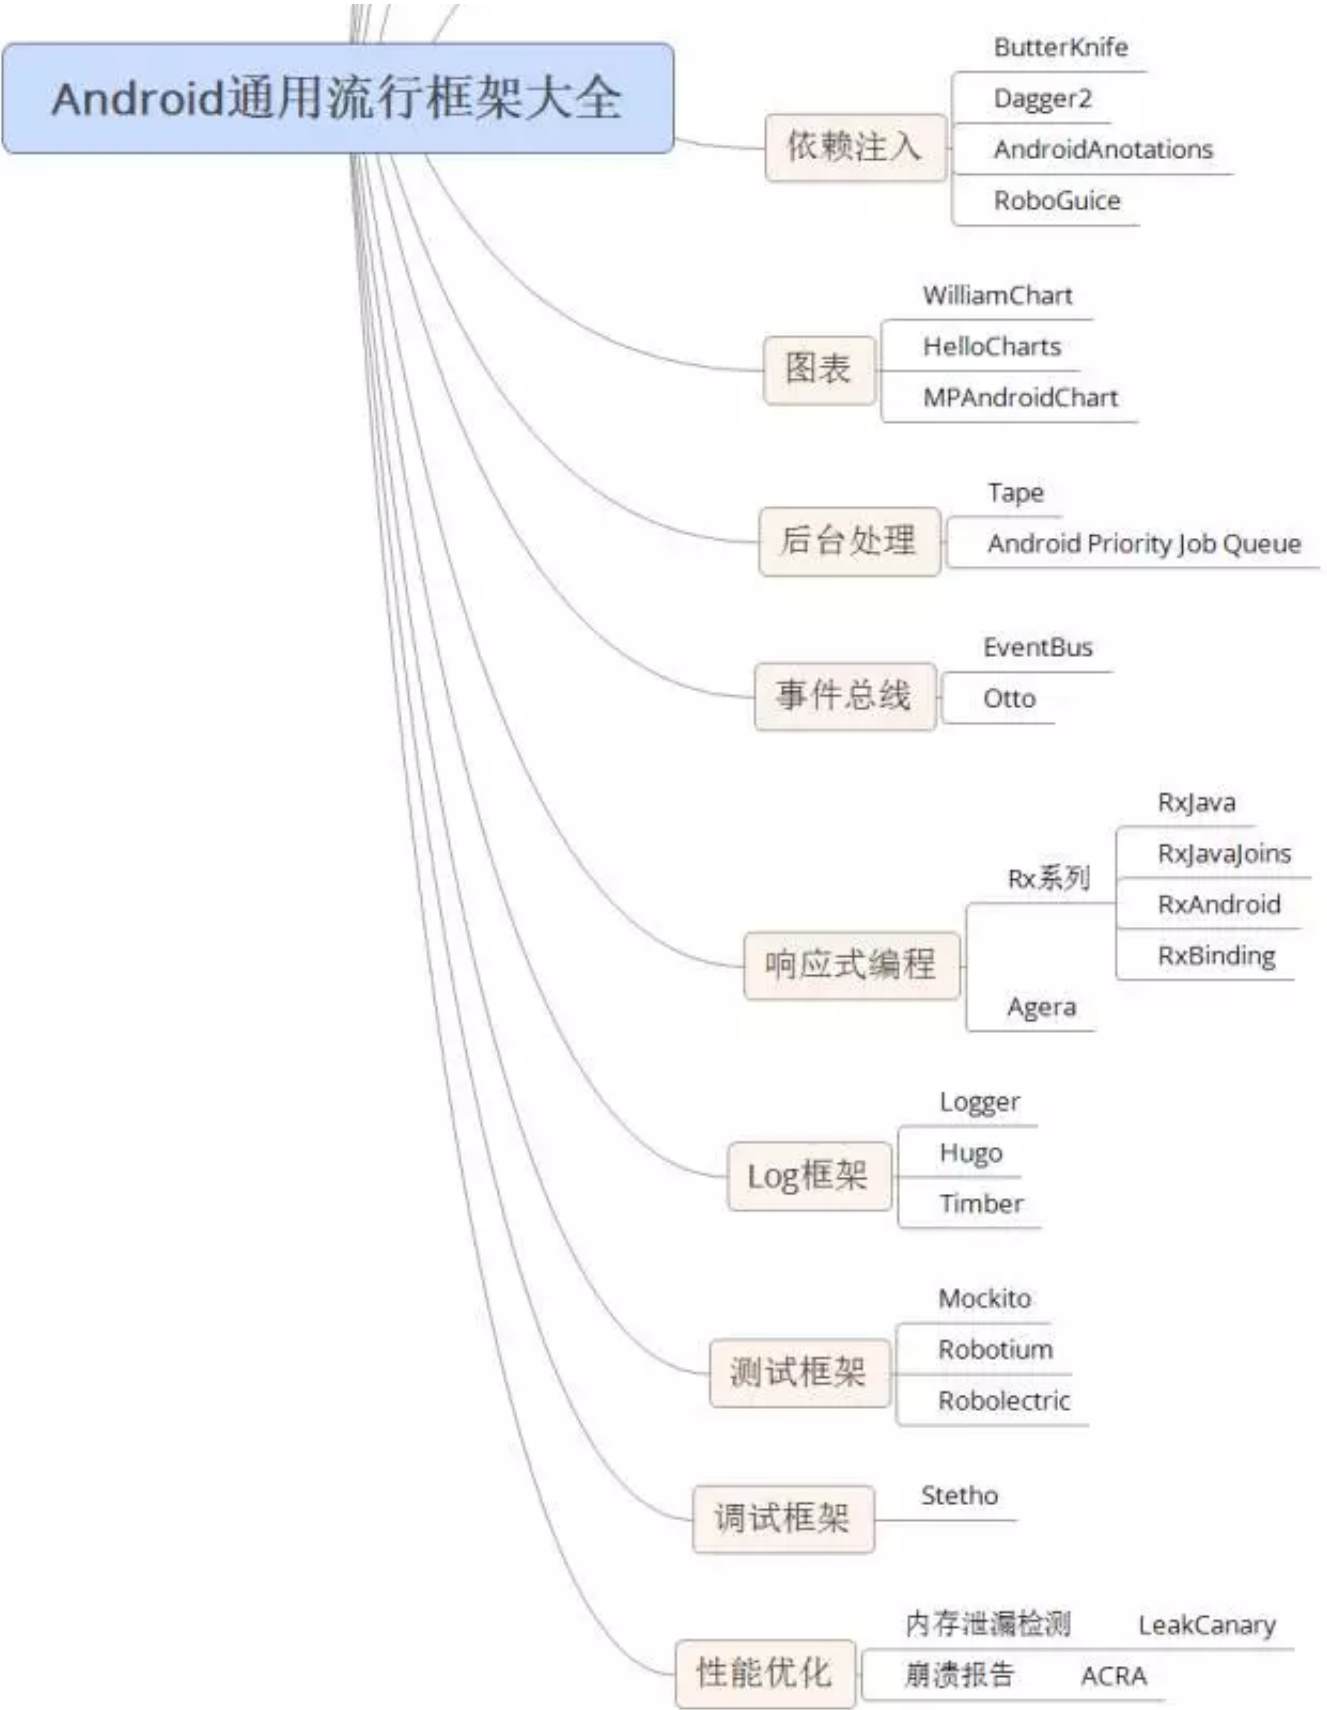 Android通用流行框架大全
依赖注入
ButterKnife
Dagger2
AndroidAnotations
RoboGuice
图表
WilliamChart
HelloCharts
MPAndroidChart
后台处理
Tape
Android Priority Job Queue
事件总线
EventBus
Otto
响应式编程
Rx系列
RxJava
RxJavaJoins
RxAndroid
RxBinding
Agera
Log框架
Logger
Hugo
Timber
测试框架
Mockito
Robotium
Robolectric
调试框架
Stetho
性能优化
内存泄漏检测 LeakCanary
崩溃报告 ACRA